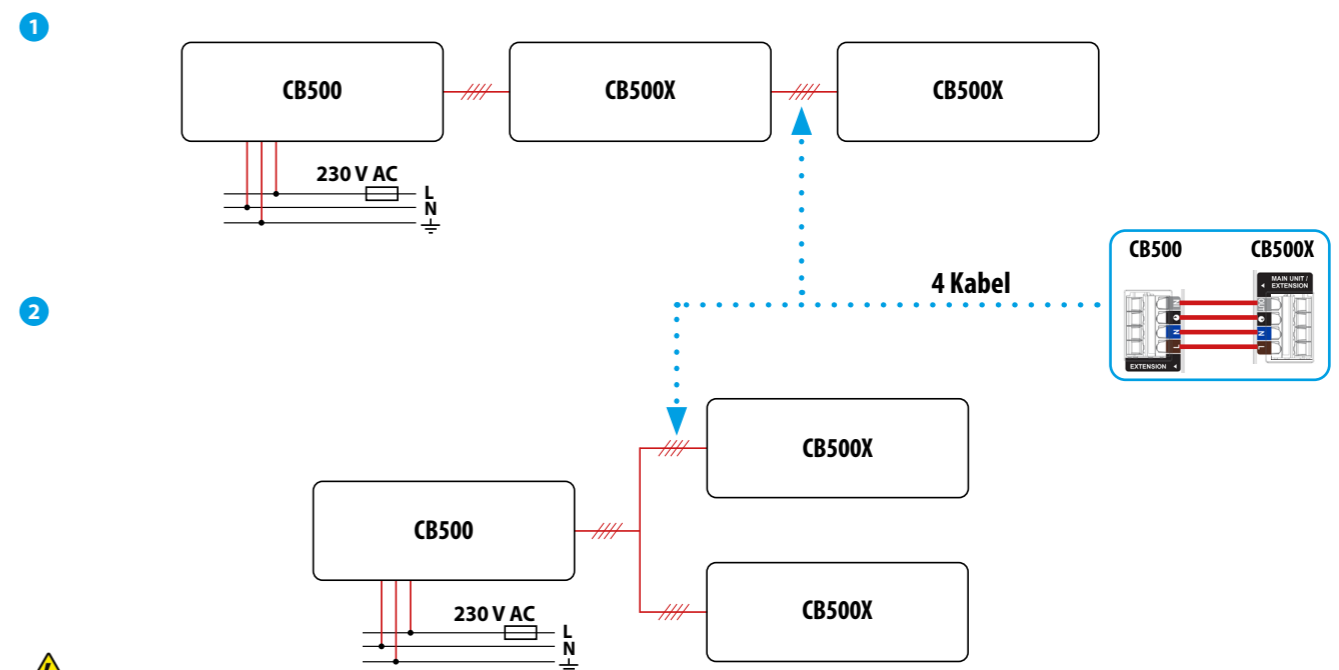 1
CB500
CB500X
CB500X
230 V AC
L
N
CB500
CB500X
MAIN UNIT /
EXTENSION
N
N
L
EXTENSION
4 Kabel
2
CB500X
CB500
CB500X
230 V AC
L
N